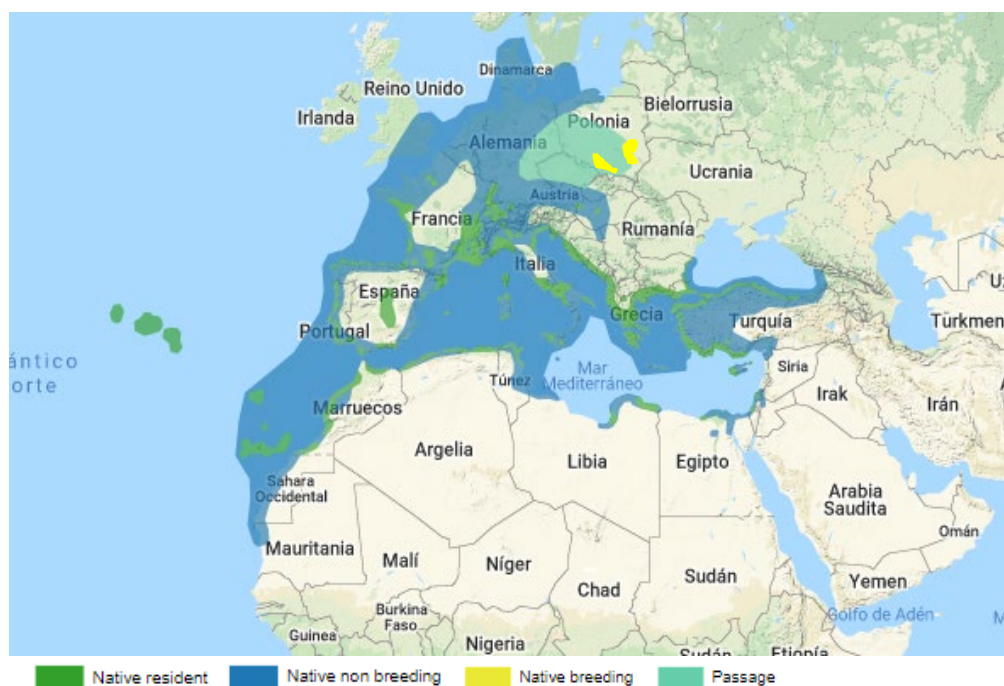 Dinamarca
Reino Unido
Irlanda
Bielorrusia
Polonia
Alemania
Ucrania
Austria
Francia
Rumanía
Italia
España
Grecia
Portugal
Turquía
Turkmen
ántico
orte
Mar
Mediterráneo
Túnez
Siria
Irak
Irán
Marruecos
Argelia
Libia
Egipto
Sahara
Occidental
Arabia
Saudita
Omán
Mauritania
Malí
Níger
Chad
Sudán
Yemen
Golfo de Adén
Burkina
Faso
Guinea
Nigeria
Sudán
Etiopía
Native resident
Native non breeding
Native breeding
Passage